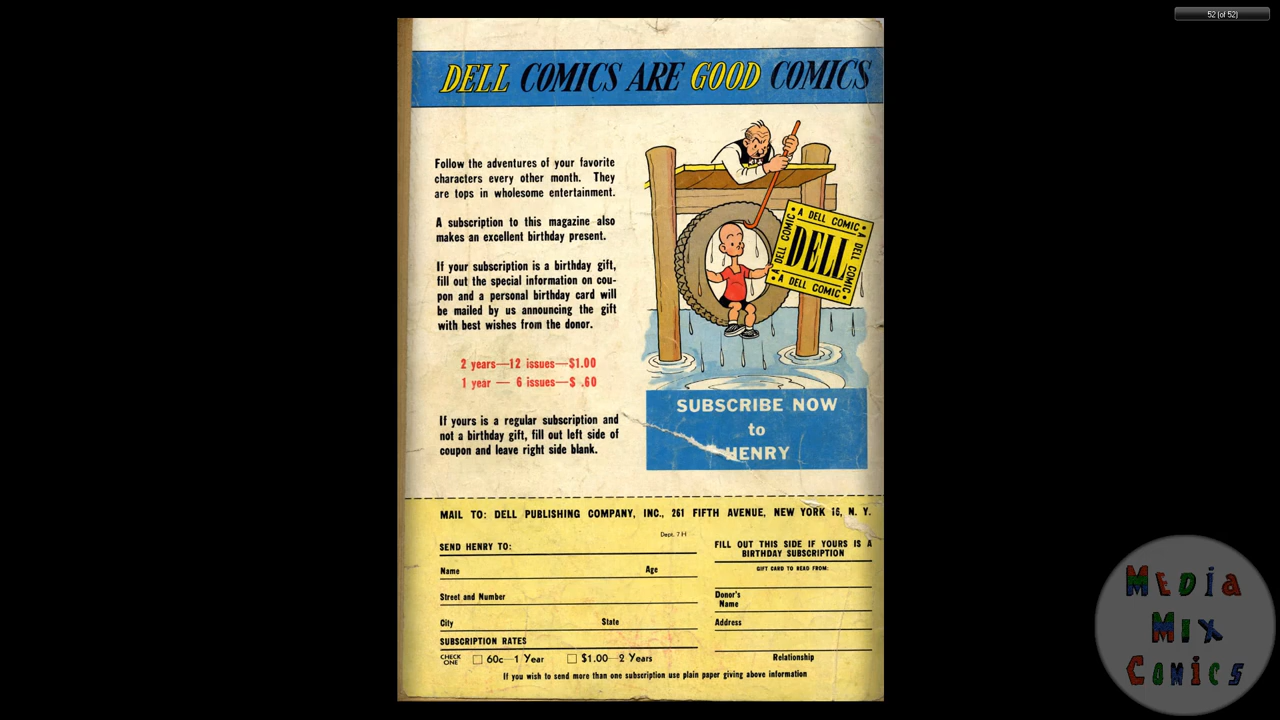 52 (of 52)
DELL COMICS ARE GOOD COMICS
Follow the adventures of your favorite
characters every other month. They
are tops in wholesome entertainment.
A subscription to this magazine also
makes an excellent birthday present.
If your subscription is a birthday gift,
fill out the special information on cou-
pon and a personal birthday card will
be mailed by us announcing the gift
with best wishes from the donor.
2 years—12 issues—$1.00
1 year — 6 issues—$ .60
If yours is a regular subscription and
not a birthday gift, fill out left side of
coupon and leave right side blank.
A DELL COMIC
A DELL COMIC
DELL
A DELL COMIC
A DELL COMIC
SUBSCRIBE NOW
to
HENRY
MAIL TO: DELL PUBLISHING COMPANY, INC., 261 FIFTH AVENUE, NEW YORK 16, N. Y.
Dept. 7 H
SEND HENRY TO:
Name Age
Street and Number
City State
SUBSCRIPTION RATES
CHECK
ONE
60c—1 Year $1.00—2 Years
FILL OUT THIS SIDE IF YOURS IS A
BIRTHDAY SUBSCRIPTION
GIFT CARD TO READ FROM:
Donor's
Name
Address
Relationship
If you wish to send more than one subscription use plain paper giving above information
MEDIA
MIX
COMICS